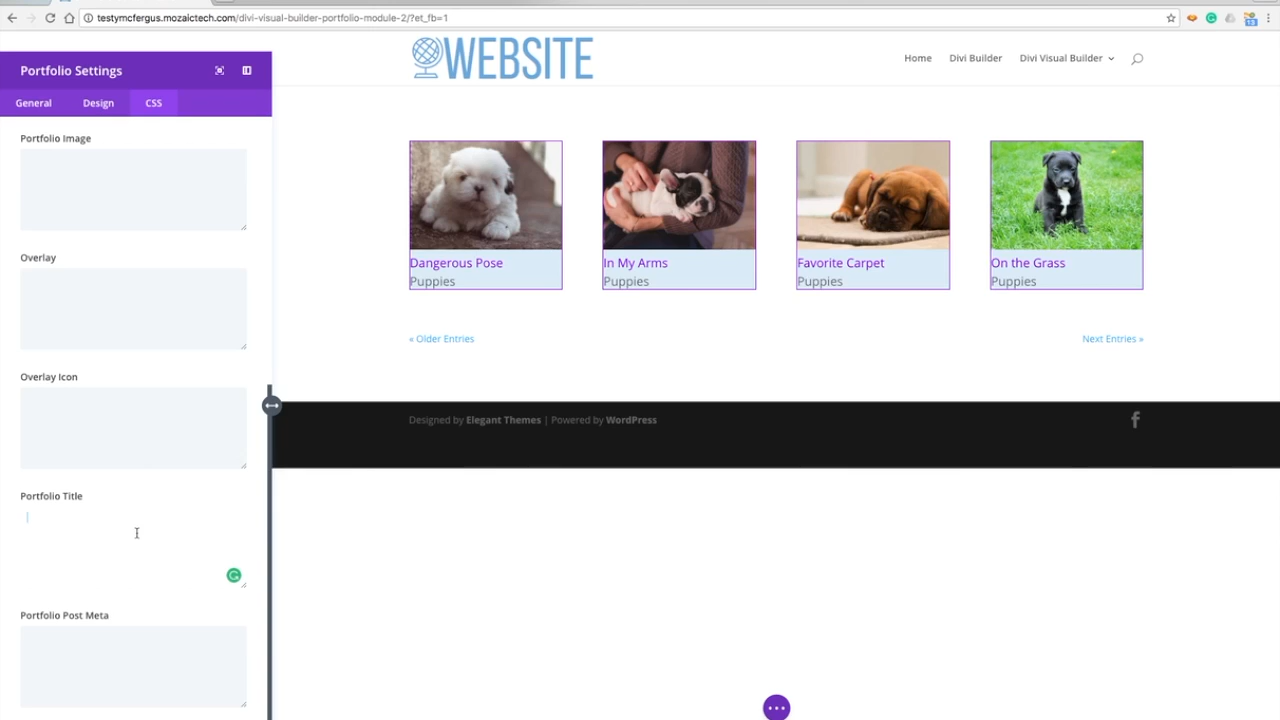 testymcfergus.mozaictech.com/divi-visual-builder-portfolio-module-2/?et_fb=1
WEBSITE
Home Divi Builder Divi Visual Builder
Portfolio Settings
General Design CSS
Portfolio Image
Overlay
Overlay Icon
Portfolio Title
Portfolio Post Meta
Dangerous Pose
Puppies
In My Arms
Puppies
Favorite Carpet
Puppies
On the Grass
Puppies
« Older Entries
Next Entries »
Designed by Elegant Themes | Powered by WordPress